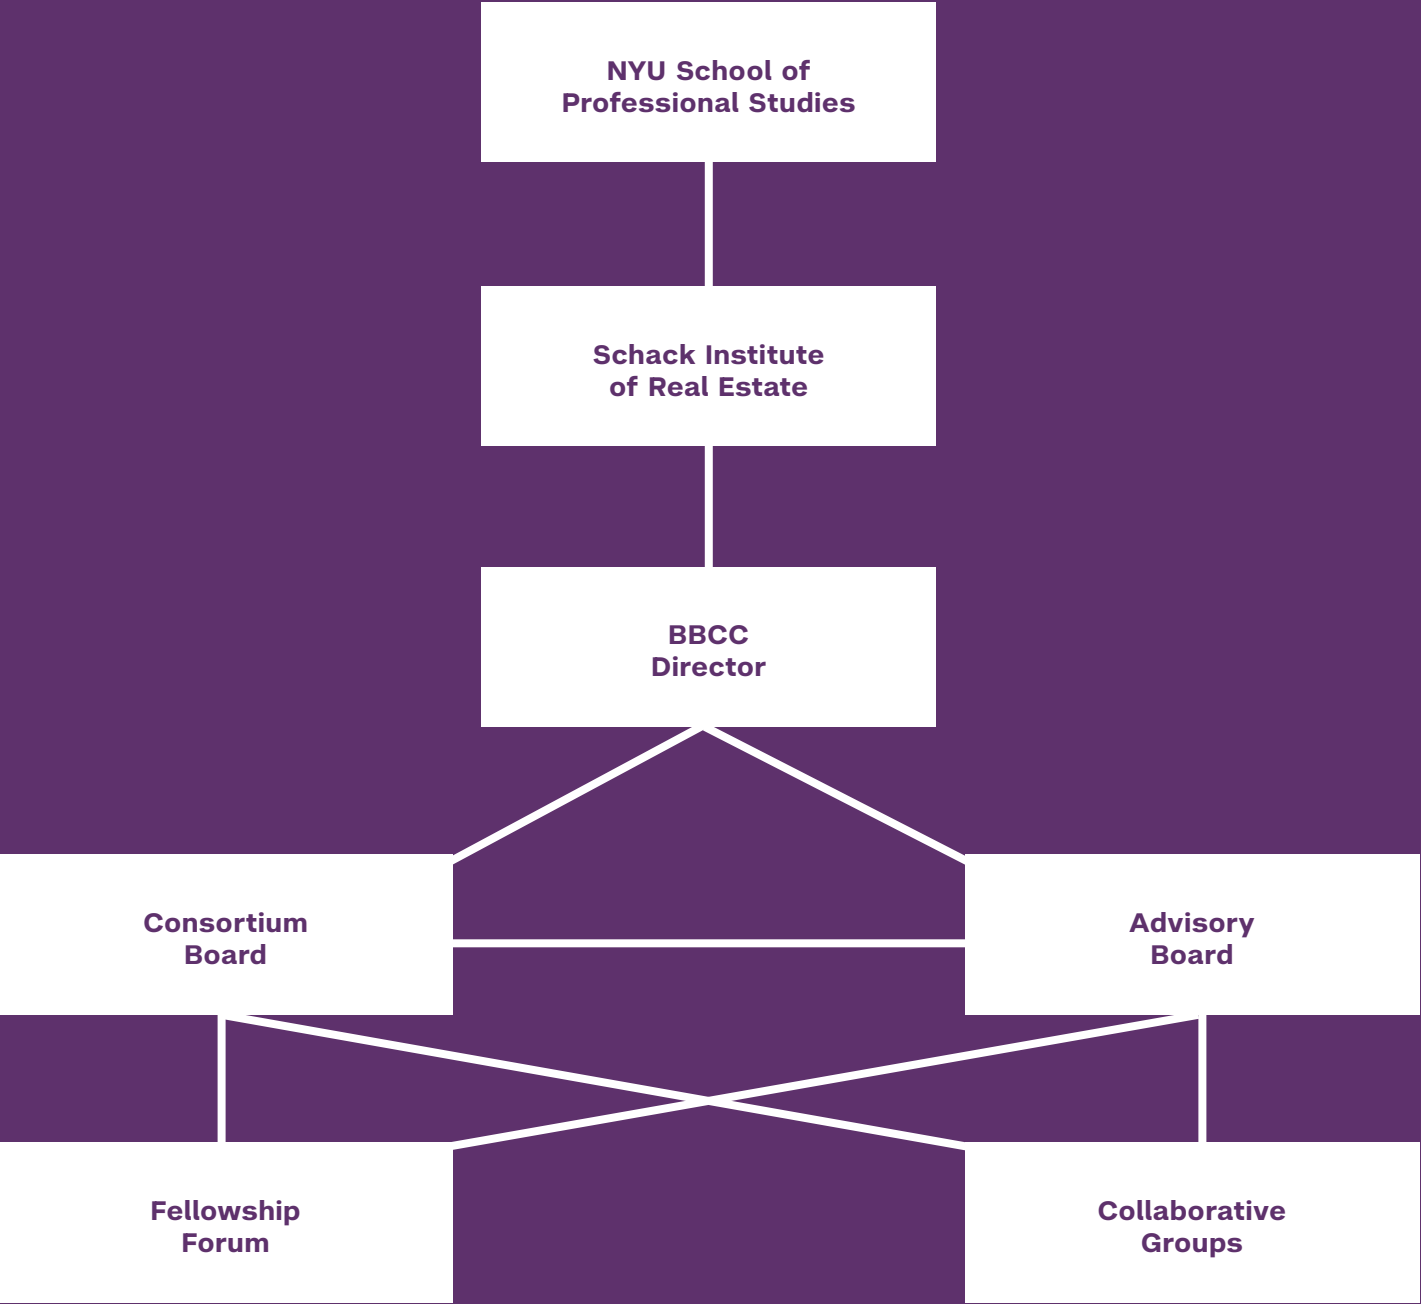 NYU School of
Professional Studies
Schack Institute
of Real Estate
BBCC
Director
Consortium
Board
Advisory
Board
Fellowship
Forum
Collaborative
Groups